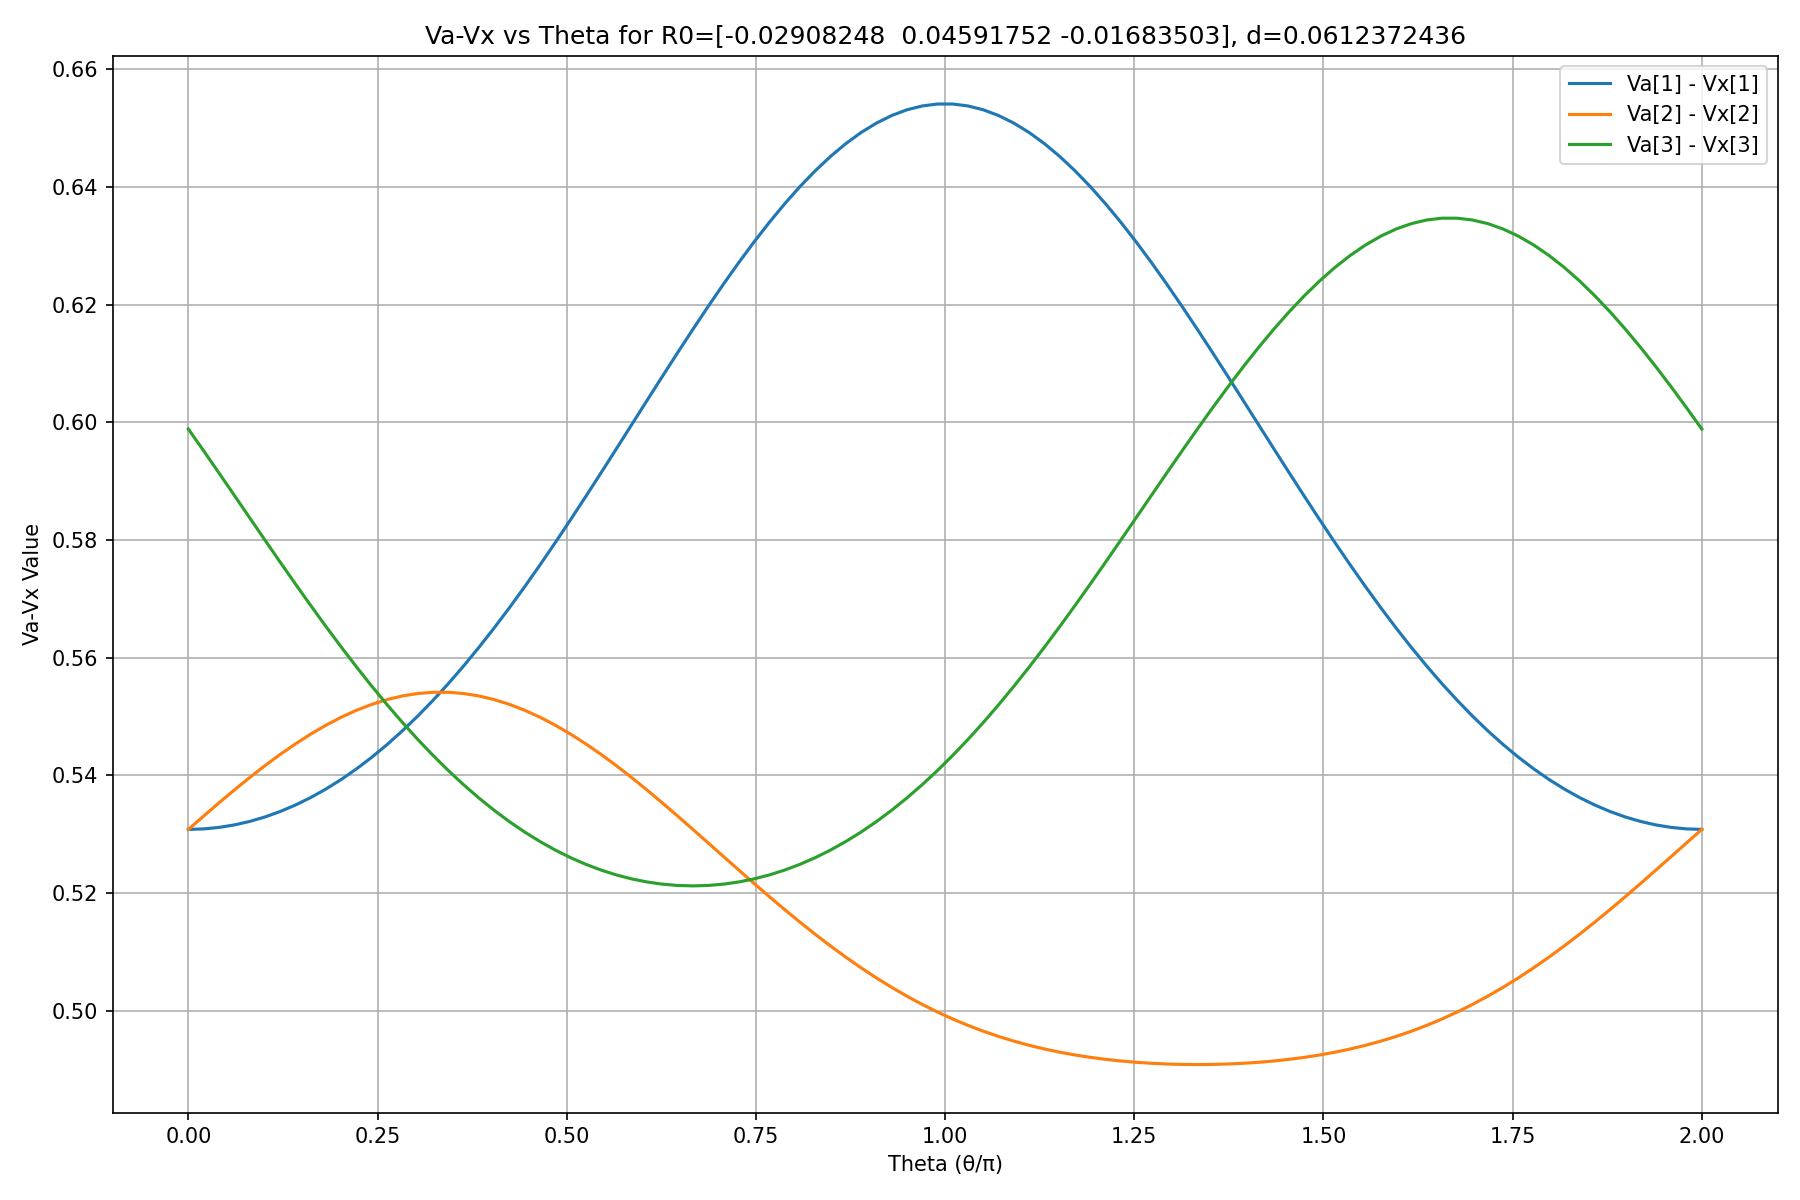 Va-Vx vs Theta for R0=[-0.02908248  0.04591752 -0.01683503], d=0.0612372436
Va[1] - Vx[1]
Va[2] - Vx[2]
Va[3] - Vx[3]
Va-Vx Value
0.66
0.64
0.62
0.60
0.58
0.56
0.54
0.52
0.50
0.00 0.25 0.50 0.75 1.00 1.25 1.50 1.75 2.00
Theta (θ/π)